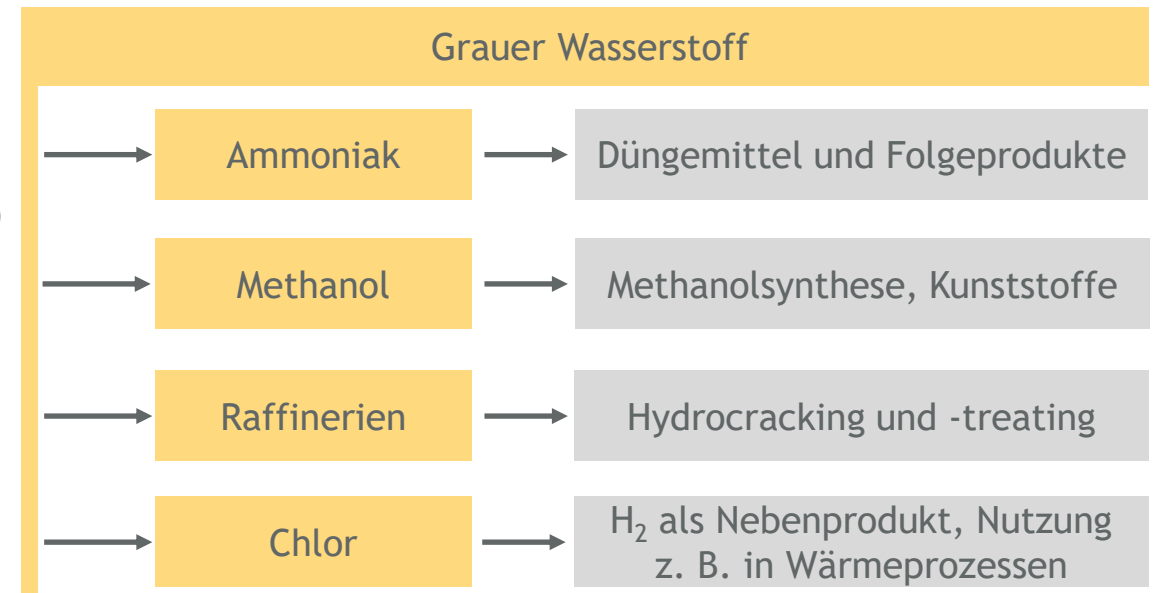 Grauer Wasserstoff
Ammoniak
Düngemittel und Folgeprodukte
Methanol
Methanolsynthese, Kunststoffe
Raffinerien
Hydrocracking und -treating
Chlor
H₂ als Nebenprodukt, Nutzung
z. B. in Wärmeprozessen